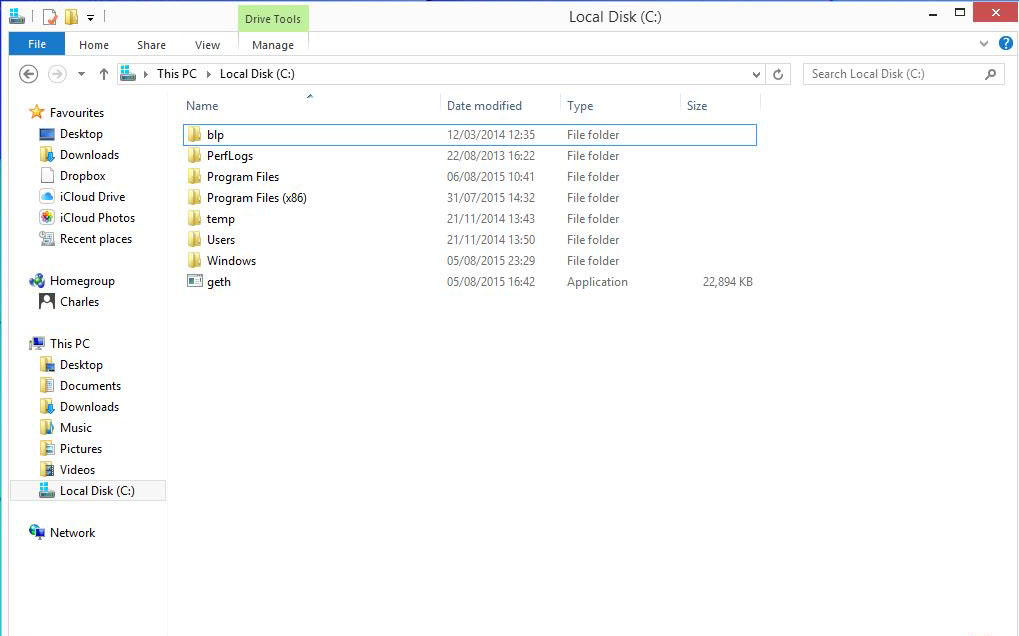 Drive Tools
Local Disk (C:)
File Home Share View Manage
This PC Local Disk (C:) Search Local Disk (C:)
Name Date modified Type Size
blp 12/03/2014 12:35 File folder
PerfLogs 22/08/2013 16:22 File folder
Program Files 06/08/2015 10:41 File folder
Program Files (x86) 31/07/2015 14:32 File folder
temp 21/11/2014 13:43 File folder
Users 21/11/2014 13:50 File folder
Windows 05/08/2015 23:29 File folder
geth 05/08/2015 16:42 Application 22,894 KB
Favourites
Desktop
Downloads
Dropbox
iCloud Drive
iCloud Photos
Recent places
Homegroup
Charles
This PC
Desktop
Documents
Downloads
Music
Pictures
Videos
Local Disk (C:)
Network